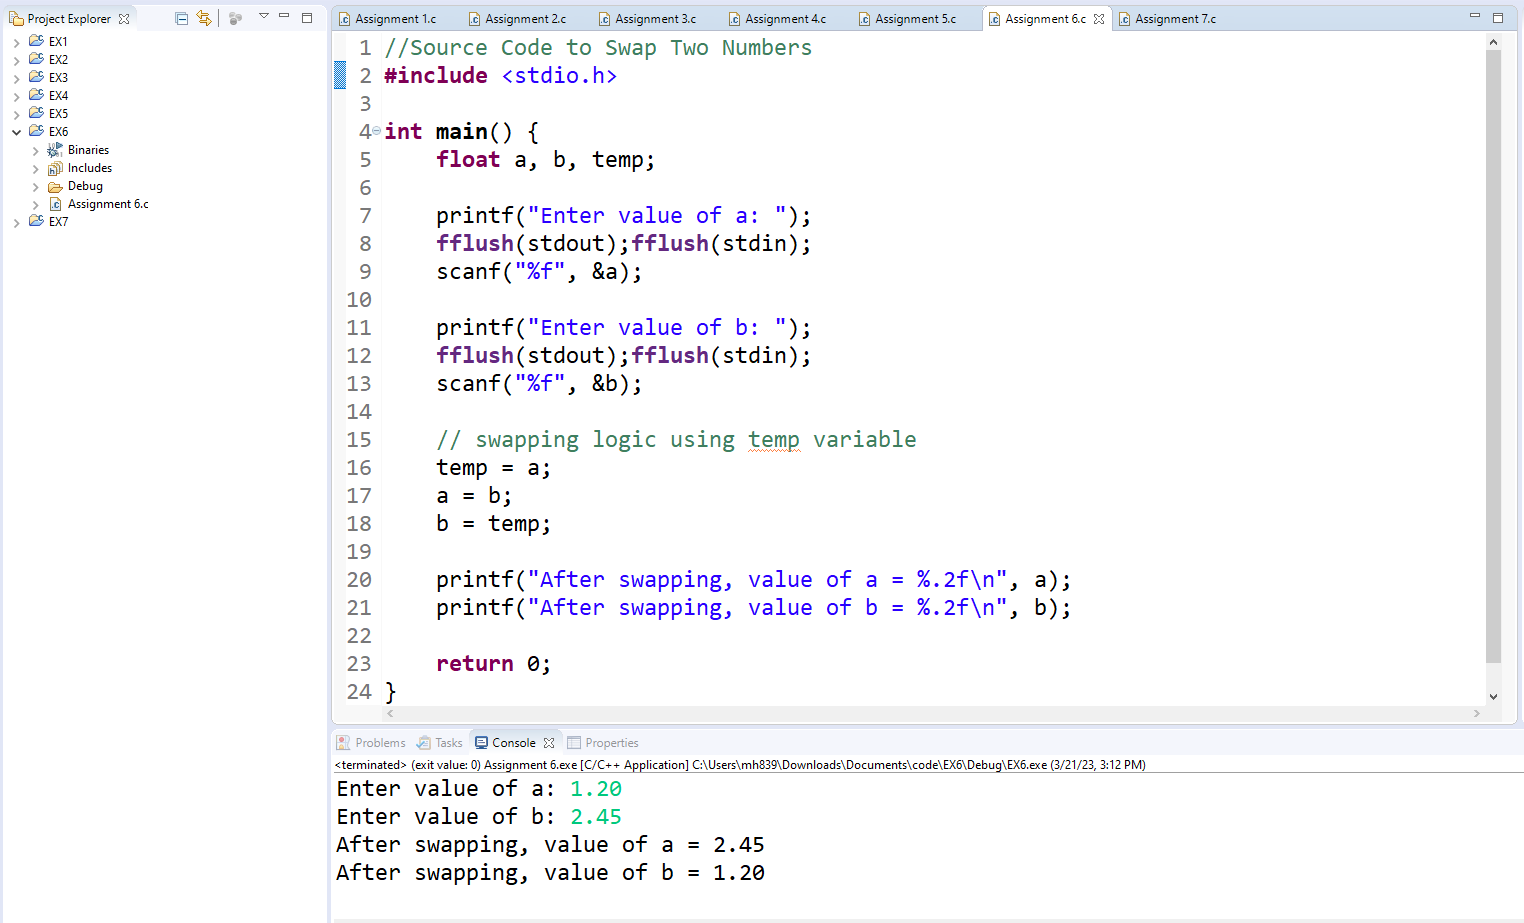 Project Explorer
EX1
EX2
EX3
EX4
EX5
EX6
Binaries
Includes
Debug
Assignment 6.c
EX7
Assignment 1.c Assignment 2.c Assignment 3.c Assignment 4.c Assignment 5.c Assignment 6.c Assignment 7.c
1 //Source Code to Swap Two Numbers
2 #include <stdio.h>
3
4 int main() {
5     float a, b, temp;
6
7     printf("Enter value of a: ");
8     fflush(stdout);fflush(stdin);
9     scanf("%f", &a);
10
11     printf("Enter value of b: ");
12     fflush(stdout);fflush(stdin);
13     scanf("%f", &b);
14
15     // swapping logic using temp variable
16     temp = a;
17     a = b;
18     b = temp;
19
20     printf("After swapping, value of a = %.2f\n", a);
21     printf("After swapping, value of b = %.2f\n", b);
22
23     return 0;
24 }
Problems Tasks Console Properties
<terminated> (exit value: 0) Assignment 6.exe [C/C++ Application] C:\Users\mh839\Downloads\Documents\code\EX6\Debug\EX6.exe (3/21/23, 3:12 PM)
Enter value of a: 1.20
Enter value of b: 2.45
After swapping, value of a = 2.45
After swapping, value of b = 1.20